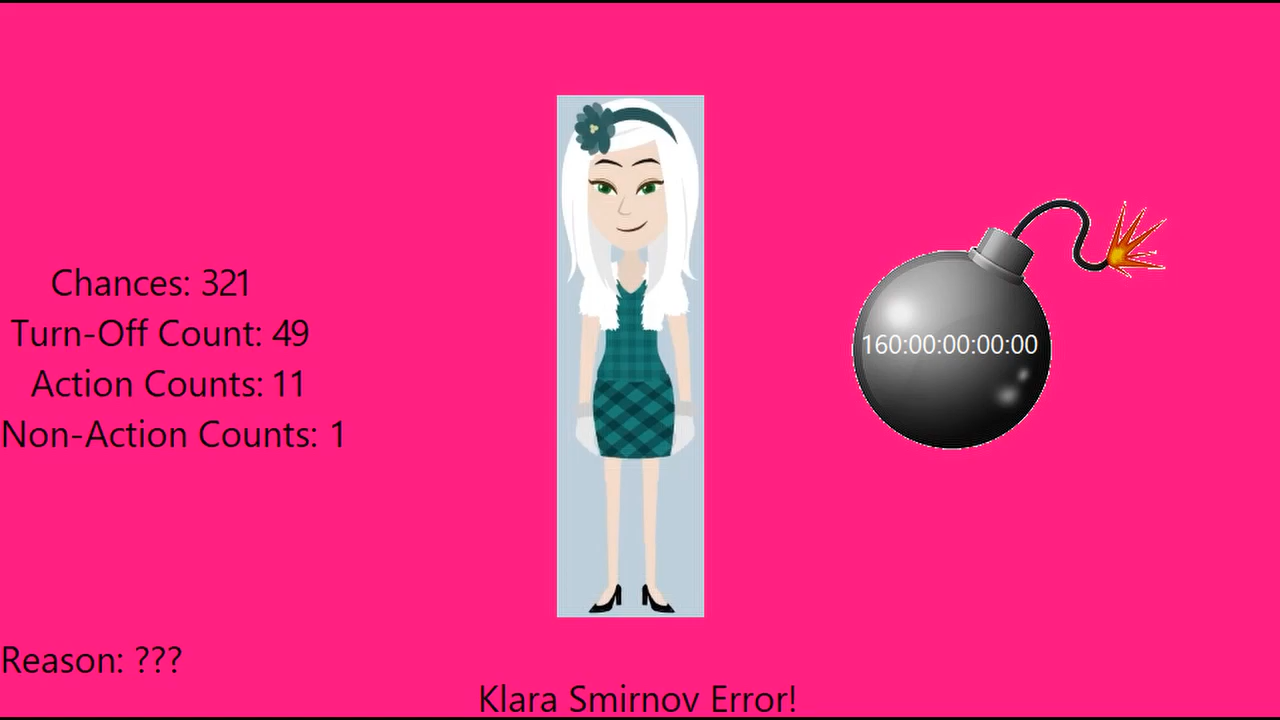 Chances: 321
Turn-Off Count: 49
Action Counts: 11
Non-Action Counts: 1
160:00:00:00:00
Reason: ???
Klara Smirnov Error!